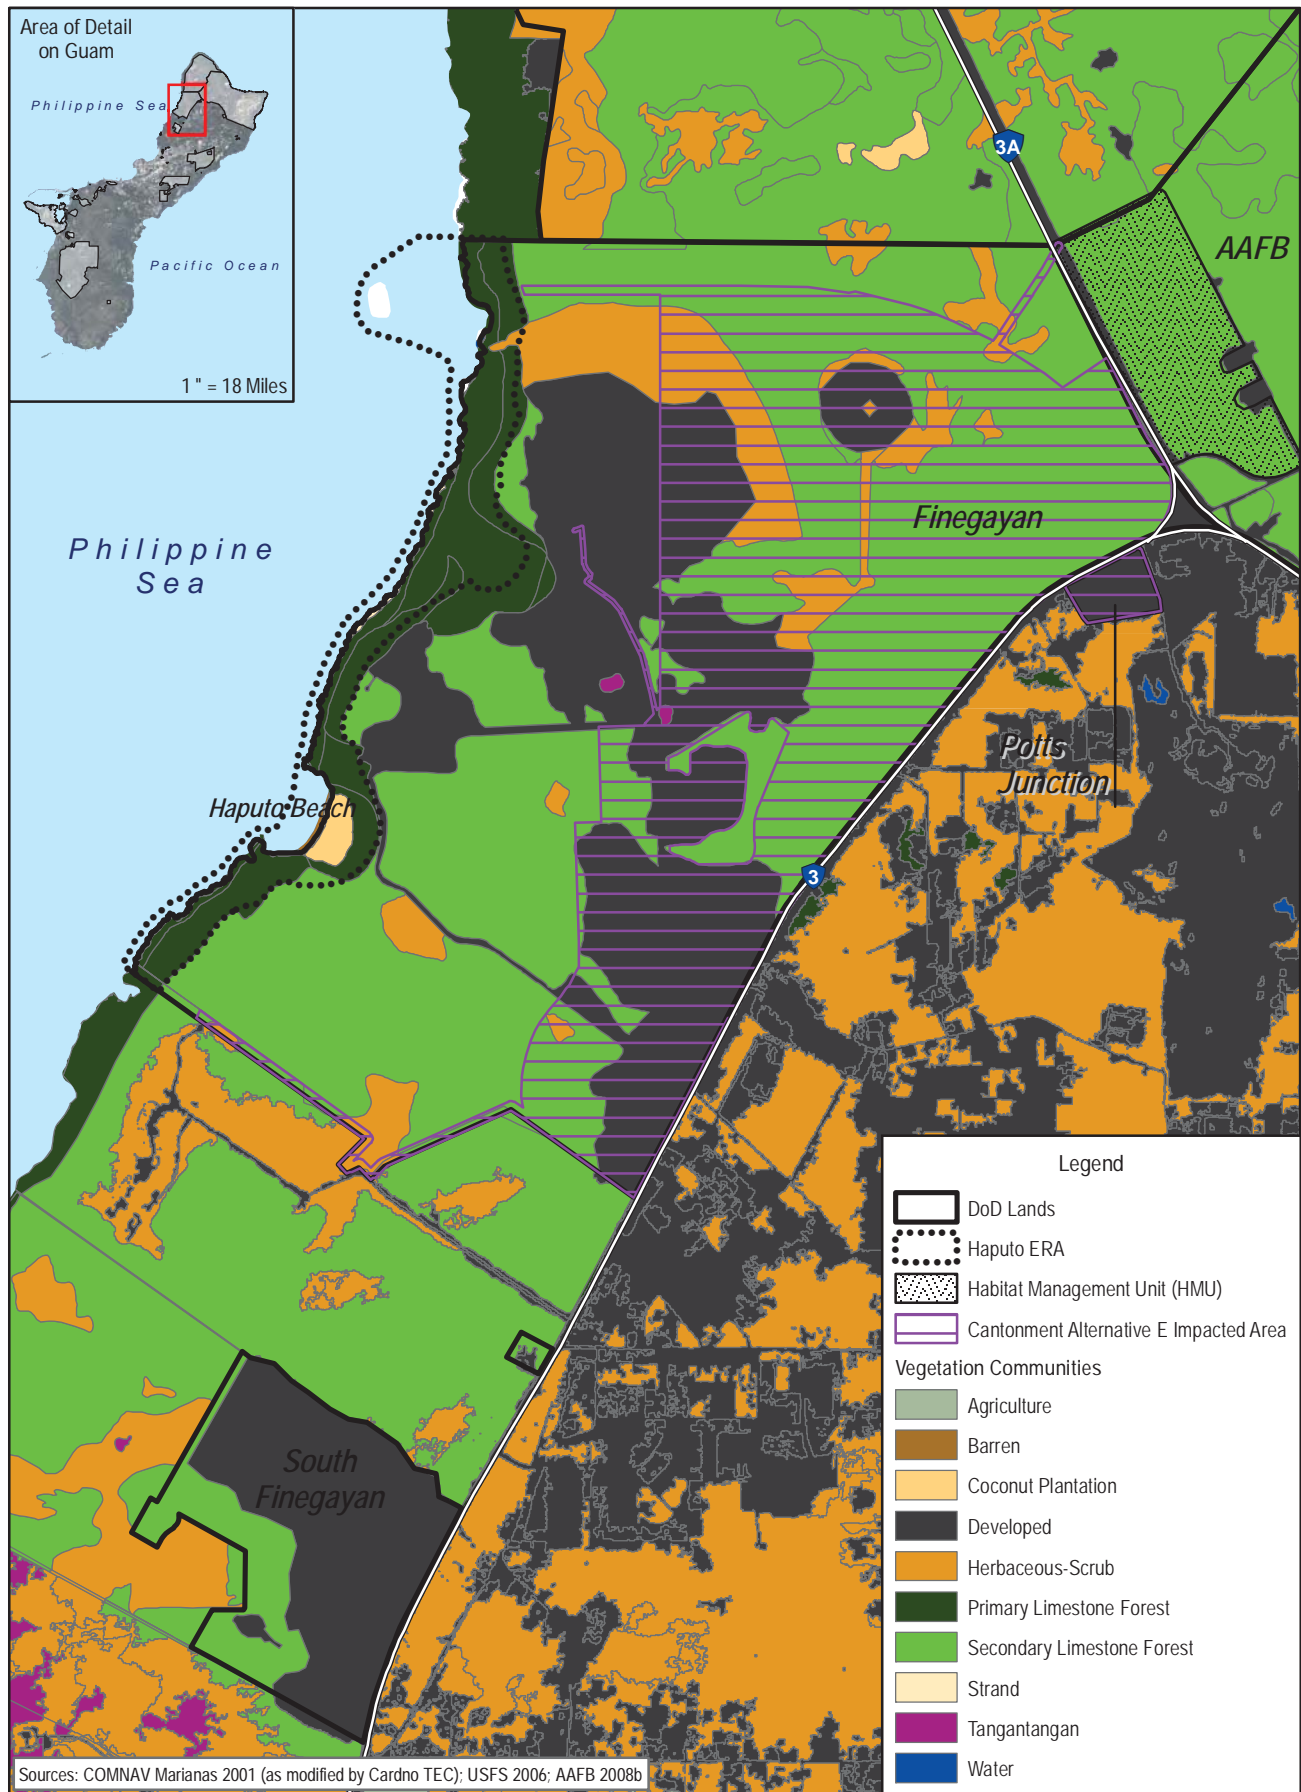 Area of Detail
on Guam
Philippine Sea
Pacific Ocean
1 " = 18 Miles
3A
AAFB
Philippine
Sea
Finegayan
Potts
Junction
Haputo Beach
3
South
Finegayan
Legend
DoD Lands
Haputo ERA
Habitat Management Unit (HMU)
Cantonment Alternative E Impacted Area
Vegetation Communities
Agriculture
Barren
Coconut Plantation
Developed
Herbaceous-Scrub
Primary Limestone Forest
Secondary Limestone Forest
Strand
Tangantangan
Water
Sources: COMNAV Marianas 2001 (as modified by Cardno TEC); USFS 2006; AAFB 2008b